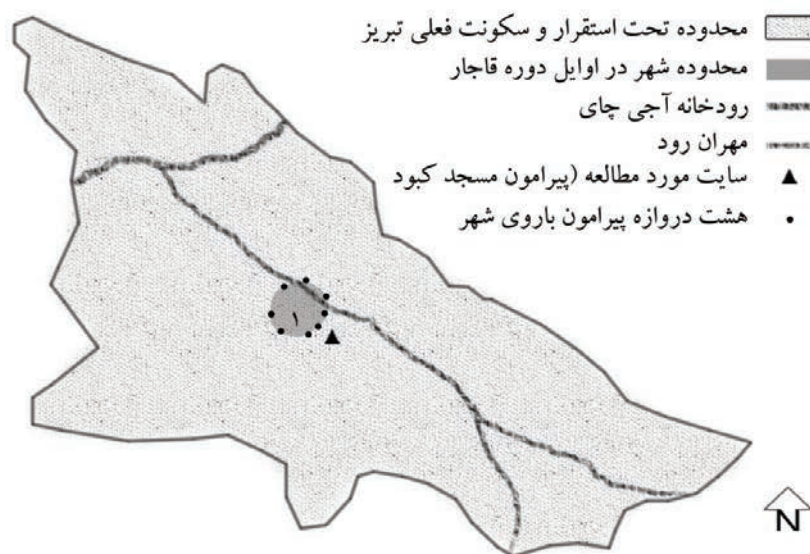 محدوده تحت استقرار و سکونت فعلی تبریز
محدوده شهر در اوایل دوره قاجار
رودخانه آجی چای
مهران رود
سایت مورد مطالعه (پیرامون مسجد کبود
هشت دروازه پیرامون باروی شهر
۱
N